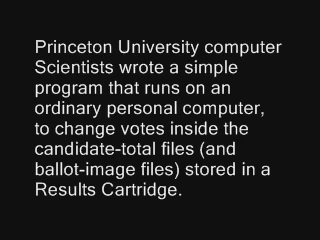 Princeton University computer
Scientists wrote a simple
program that runs on an
ordinary personal computer,
to change votes inside the
candidate-total files (and
ballot-image files) stored in a
Results Cartridge.